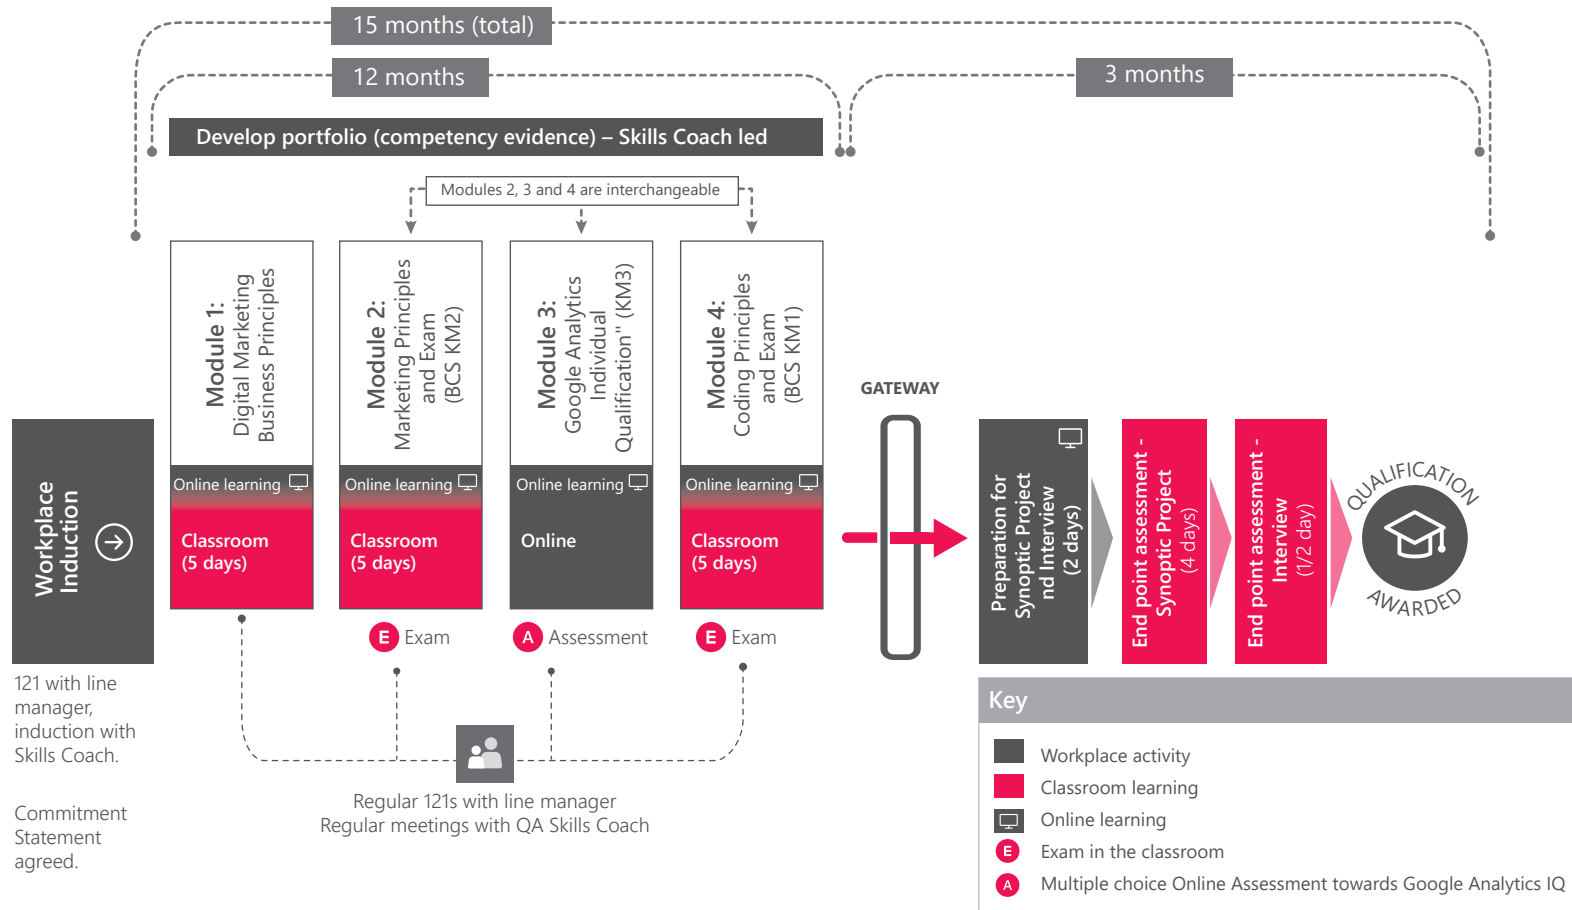 15 months (total)
12 months
3 months
Develop portfolio (competency evidence) – Skills Coach led
Modules 2, 3 and 4 are interchangeable
Workplace
Induction
121 with line
manager,
induction with
Skills Coach.
Commitment
Statement
agreed.
Module 1:
Digital Marketing
Business Principles
Online learning
Classroom
(5 days)
Module 2:
Marketing Principles
and Exam
(BCS KM2)
Online learning
Classroom
(5 days)
E Exam
Module 3:
Google Analytics
Individual
Qualification" (KM3)
Online learning
Online
A Assessment
Module 4:
Coding Principles
and Exam
(BCS KM1)
Online learning
Classroom
(5 days)
E Exam
Regular 121s with line manager
Regular meetings with QA Skills Coach
GATEWAY
Preparation for
Synoptic Project
nd Interview
(2 days)
End point assessment -
Synoptic Project
(4 days)
End point assessment -
Interview
(1/2 day)
QUALIFICATION
AWARDED
Key
Workplace activity
Classroom learning
Online learning
E Exam in the classroom
A Multiple choice Online Assessment towards Google Analytics IQ